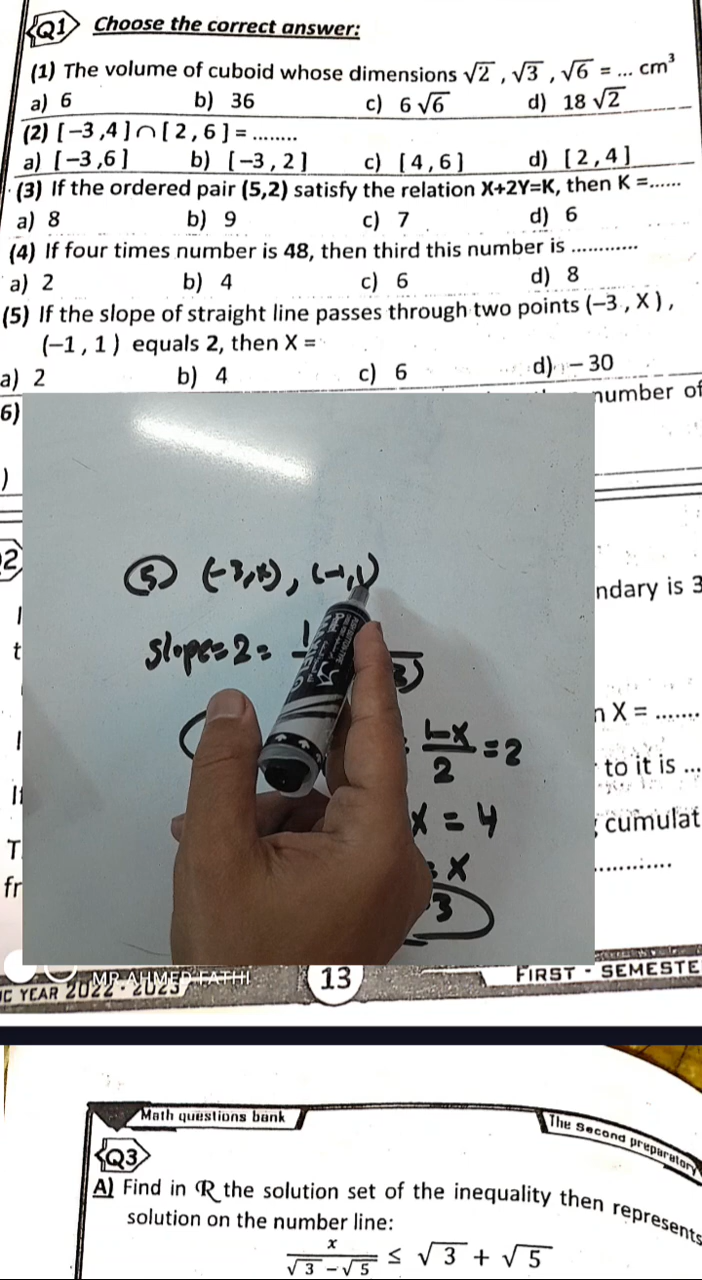 Q1 Choose the correct answer:
(1) The volume of cuboid whose dimensions √2 , √3 , √6 = ... cm³
a) 6 b) 36 c) 6 √6 d) 18 √2
(2) [−3 ,4] ∩ [ 2 , 6 ] = ........
a) [−3 ,6] b) [−3 , 2] c) [ 4 , 6 ] d) [ 2 , 4 ]
(3) If the ordered pair (5,2) satisfy the relation X+2Y=K, then K =......
a) 8 b) 9 c) 7 d) 6
(4) If four times number is 48, then third this number is ............
a) 2 b) 4 c) 6 d) 8
(5) If the slope of straight line passes through two points (−3 , X ) ,
(−1 , 1 ) equals 2, then X =
a) 2 b) 4 c) 6 d) − 30
6) number of
)
2
ndary is 3
t
n X = .......
to it is ...
cumulat
T
fr
⑤ (-3,x), (-1,1)
slope=2=
1-x/2 = 2
x = 4
x
3
IC YEAR 2022 - 2023 MR AHMED FATHI 13 FIRST - SEMESTE
Math questions bank The Second preparatory
Q3
A) Find in R the solution set of the inequality then represents
solution on the number line:
x/(√3 − √5) ≤ √3 + √5